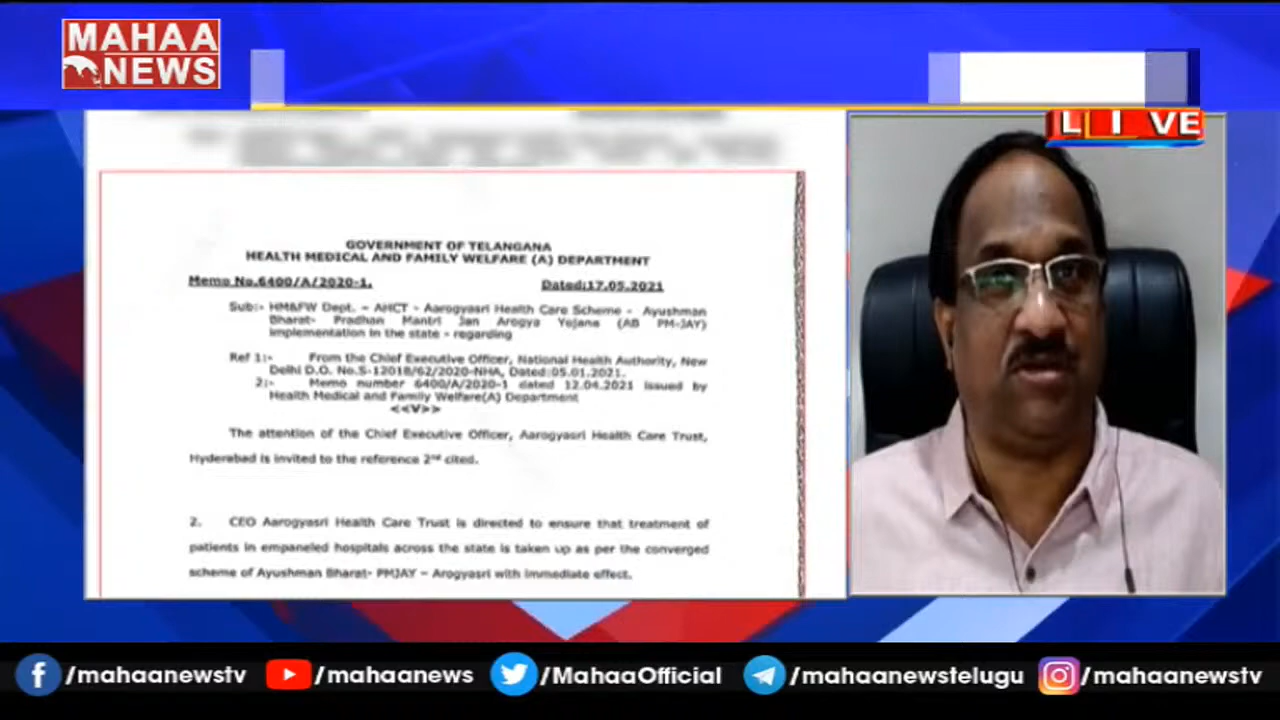 MAHAA
NEWS
LIVE
GOVERNMENT OF TELANGANA
HEALTH MEDICAL AND FAMILY WELFARE (A) DEPARTMENT
Memo No.6400/A/2020-1, Dated:17.05.2021
Sub:- HM&FW Dept. – AHCT - Aarogyasri Health Care Scheme - Ayushman
Bharat- Pradhan Mantri Jan Arogya Yojana (AB PM-JAY)
implementation in the state - regarding
Ref 1:- From the Chief Executive Officer, National Health Authority, New
Delhi D.O. No.S-12018/62/2020-NHA, Dated:05.01.2021.
2:- Memo number 6400/A/2020-1 dated 12.04.2021 issued by
Health Medical and Family Welfare(A) Department
<<V>>
The attention of the Chief Executive Officer, Aarogyasri Health Care Trust,
Hyderabad is invited to the reference 2nd cited.
2. CEO Aarogyasri Health Care Trust is directed to ensure that treatment of
patients in empaneled hospitals across the state is taken up as per the converged
scheme of Ayushman Bharat- PMJAY – Arogyasri with immediate effect.
/mahaanewstv /mahaanews /MahaaOfficial /mahaanewstelugu /mahaanewstv